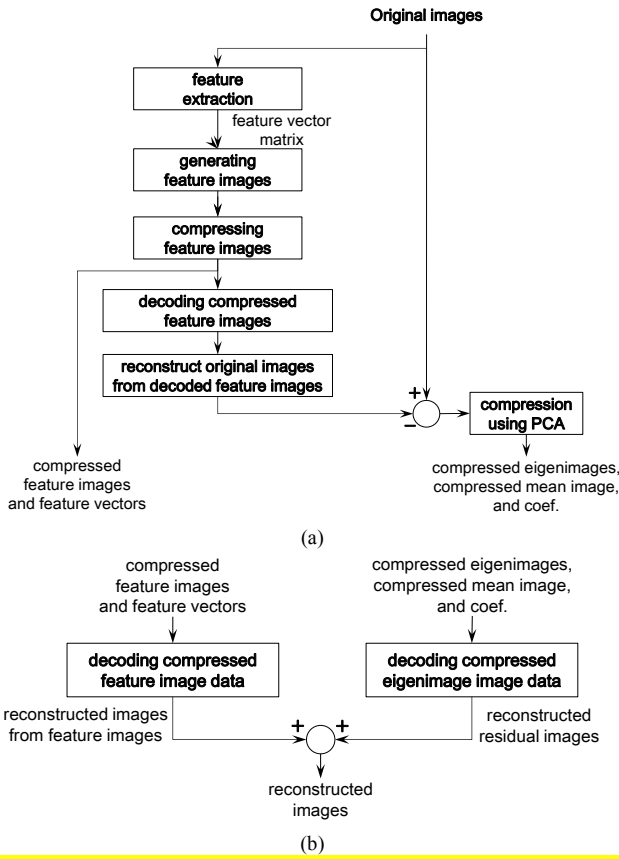 Original images
feature
extraction
feature vector
matrix
generating
feature images
compressing
feature images
decoding compressed
feature images
reconstruct original images
from decoded feature images
+
−
compression
using PCA
compressed
feature images
and feature vectors
compressed eigenimages,
compressed mean image,
and coef.
(a)
compressed
feature images
and feature vectors
compressed eigenimages,
compressed mean image,
and coef.
decoding compressed
feature image data
decoding compressed
eigenimage image data
reconstructed images
from feature images
+
+
reconstructed
residual images
reconstructed
images
(b)